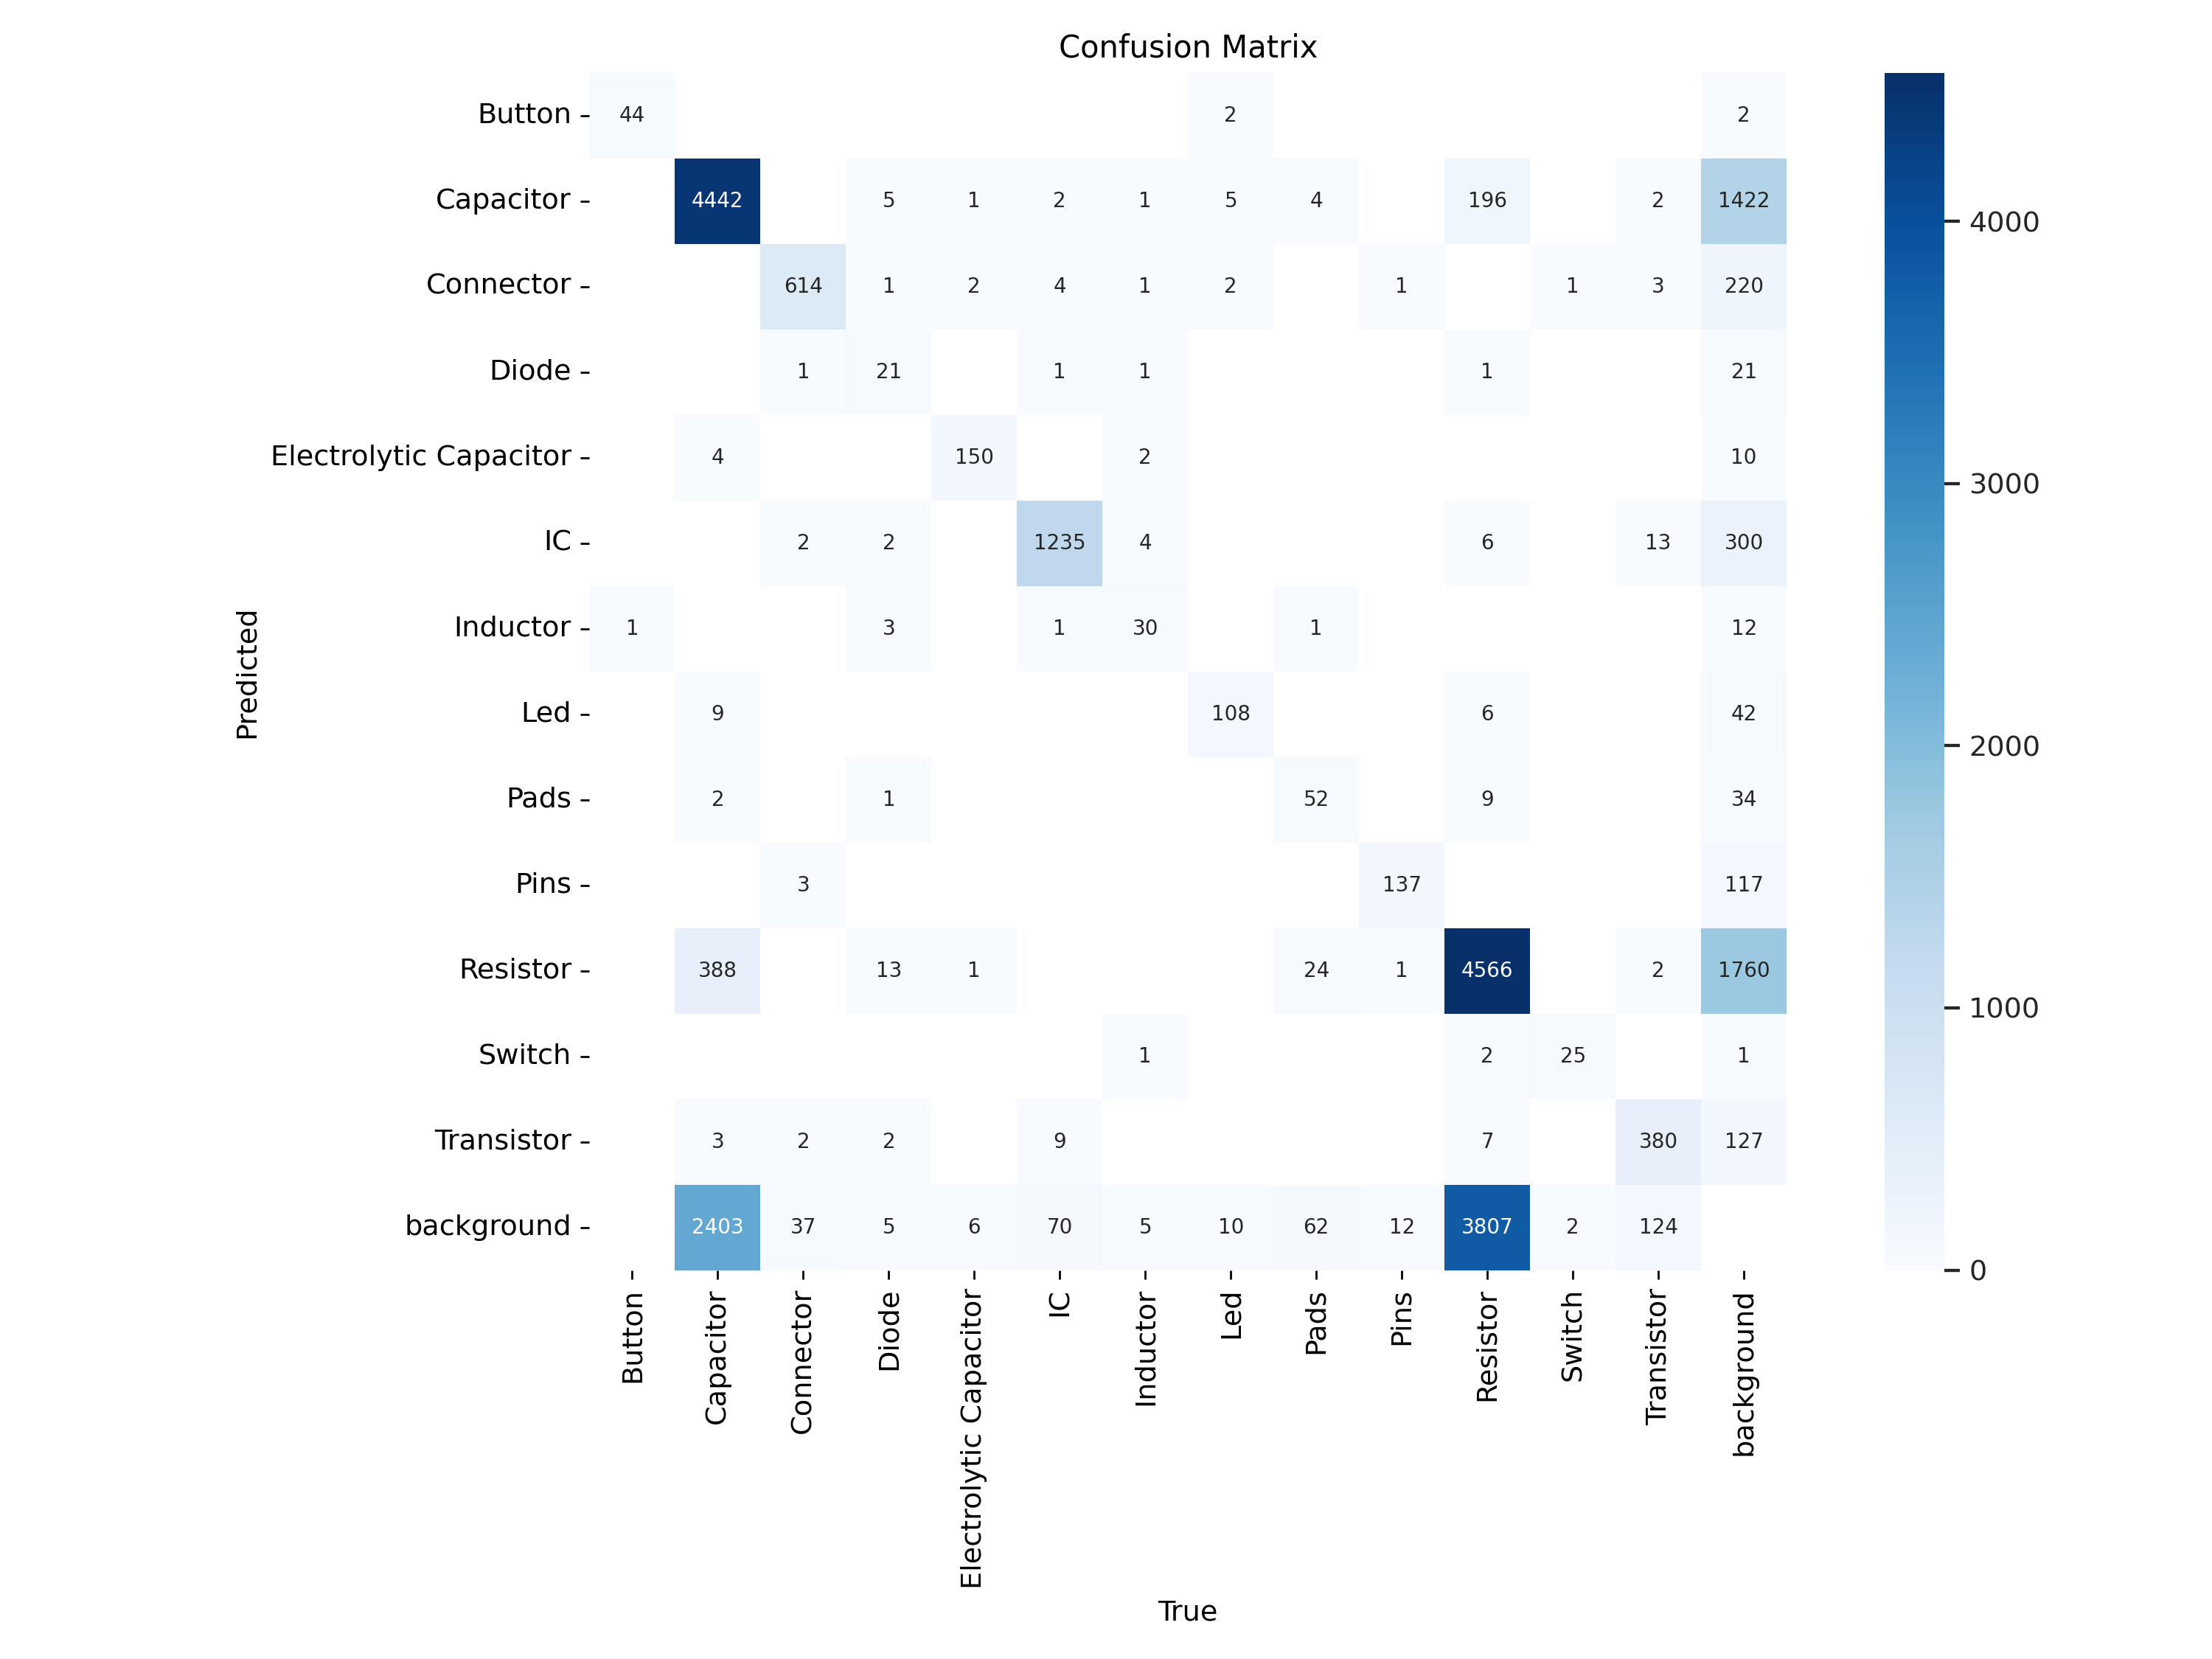 Confusion Matrix
Button 44 2 2
Capacitor 4442 5 1 2 1 5 4 196 2 1422
Connector 614 1 2 4 1 2 1 1 3 220
Diode 1 21 1 1 1 21
Electrolytic Capacitor 4 150 2 10
IC 2 2 1235 4 6 13 300
Inductor 1 3 1 30 1 12
Led 9 108 6 42
Pads 2 1 52 9 34
Pins 3 137 117
Resistor 388 13 1 24 1 4566 2 1760
Switch 1 2 25 1
Transistor 3 2 2 9 7 380 127
background 2403 37 5 6 70 5 10 62 12 3807 2 124
Predicted
Button
Capacitor
Connector
Diode
Electrolytic Capacitor
IC
Inductor
Led
Pads
Pins
Resistor
Switch
Transistor
background
True
4000
3000
2000
1000
0